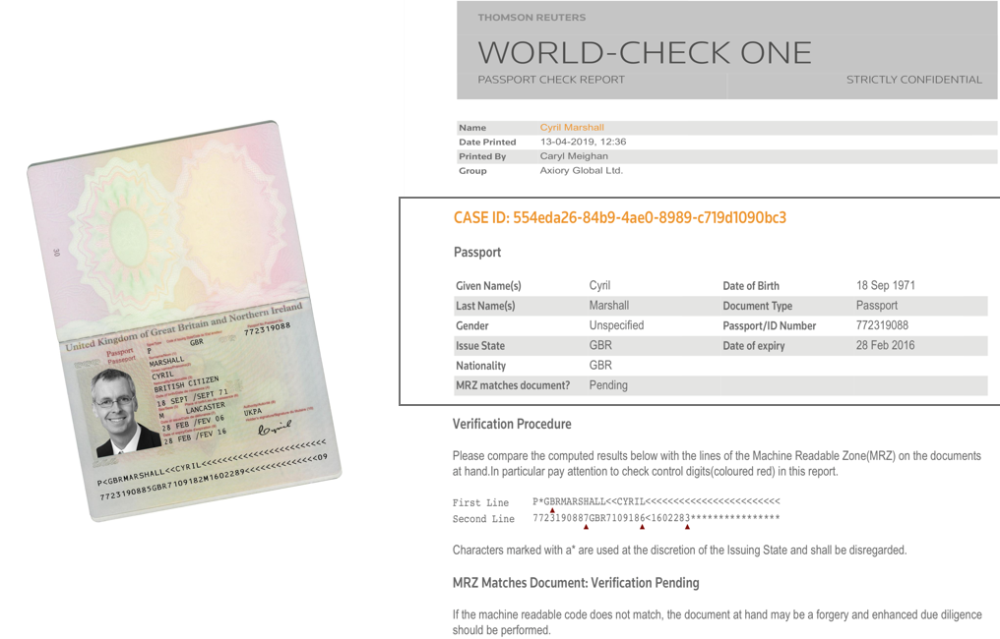 30
United Kingdom of Great Britain and Northern Ireland
Passport
Passeport
P
GBR
772319088
MARSHALL
CYRIL
BRITISH CITIZEN
18 SEPT /SEPT 71
M LANCASTER
28 FEB /FEV 06
UKPA
28 FEB /FEV 16
Cyril
P<GBRMARSHALL<<CYRIL<<<<<<<<<<<<<<<<<<<<<<<<
7723190885GBR7109182M1602289<<<<<<<<<<<<<<09
THOMSON REUTERS
WORLD-CHECK ONE
PASSPORT CHECK REPORT STRICTLY CONFIDENTIAL
Name Cyril Marshall
Date Printed 13-04-2019, 12:36
Printed By Caryl Meighan
Group Axiory Global Ltd.
CASE ID: 554eda26-84b9-4ae0-8989-c719d1090bc3
Passport
Given Name(s) Cyril Date of Birth 18 Sep 1971
Last Name(s) Marshall Document Type Passport
Gender Unspecified Passport/ID Number 772319088
Issue State GBR Date of expiry 28 Feb 2016
Nationality GBR
MRZ matches document? Pending
Verification Procedure
Please compare the computed results below with the lines of the Machine Readable Zone(MRZ) on the documents
at hand.In particular pay attention to check control digits(coloured red) in this report.
First Line P*GBRMARSHALL<<CYRIL<<<<<<<<<<<<<<<<<<<<<<<<
Second Line 7723190887GBR7109186<1602283****************
Characters marked with a* are used at the discretion of the Issuing State and shall be disregarded.
MRZ Matches Document: Verification Pending
If the machine readable code does not match, the document at hand may be a forgery and enhanced due diligence
should be performed.